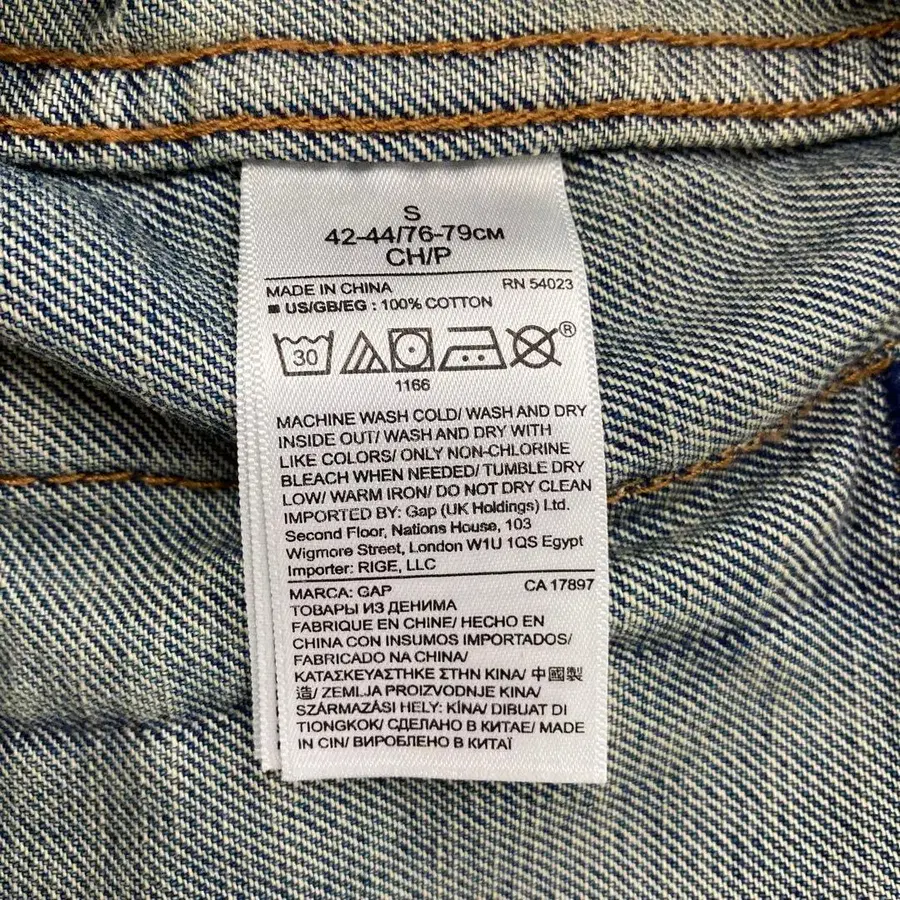 S
42-44/76-79CM
CH/P
MADE IN CHINA RN 54023
US/GB/EG : 100% COTTON
30
®
1166
MACHINE WASH COLD/ WASH AND DRY
INSIDE OUT/ WASH AND DRY WITH
LIKE COLORS/ ONLY NON-CHLORINE
BLEACH WHEN NEEDED/ TUMBLE DRY
LOW/ WARM IRON/ DO NOT DRY CLEAN
IMPORTED BY: Gap (UK Holdings) Ltd.
Second Floor, Nations House, 103
Wigmore Street, London W1U 1QS Egypt
Importer: RIGE, LLC
MARCA: GAP CA 17897
ТОВАРЫ ИЗ ДЕНИМА
FABRIQUE EN CHINE/ HECHO EN
CHINA CON INSUMOS IMPORTADOS/
FABRICADO NA CHINA/
ΚΑΤΑΣΚΕΥΑΣΤΗΚΕ ΣΤΗΝ ΚΙΝΑ/ 中國製
造/ ZEMLJA PROIZVODNJE KINA/
SZÁRMAZÁSI HELY: KÍNA/ DIBUAT DI
TIONGKOK/ СДЕЛАНО В КИТАЕ/ MADE
IN CIN/ ВИРОБЛЕНО В КИТАЇ